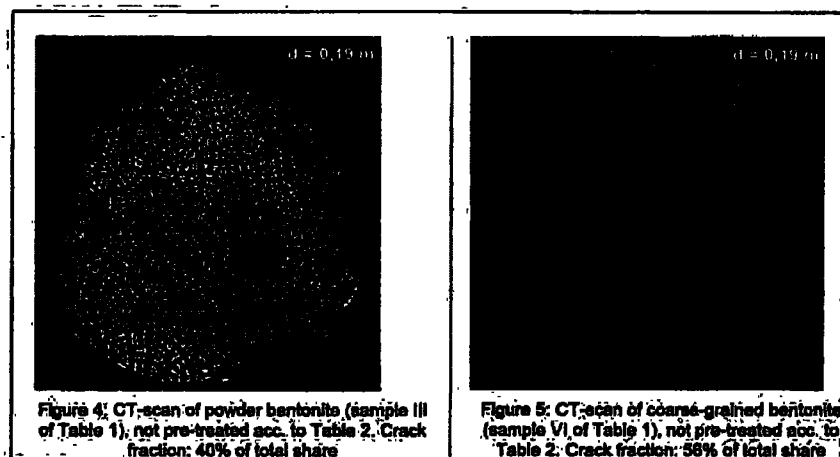 d = 0,19 m
Figure 4: CT-scan of powder bentonite (sample III
of Table 1), not pre-treated acc. to Table 2. Crack
fraction: 40% of total share
d = 0,19 m
Figure 5: CT-scan of coarse-grained bentonite
(sample VI of Table 1), not pre-treated acc. to
Table 2. Crack fraction: 56% of total share